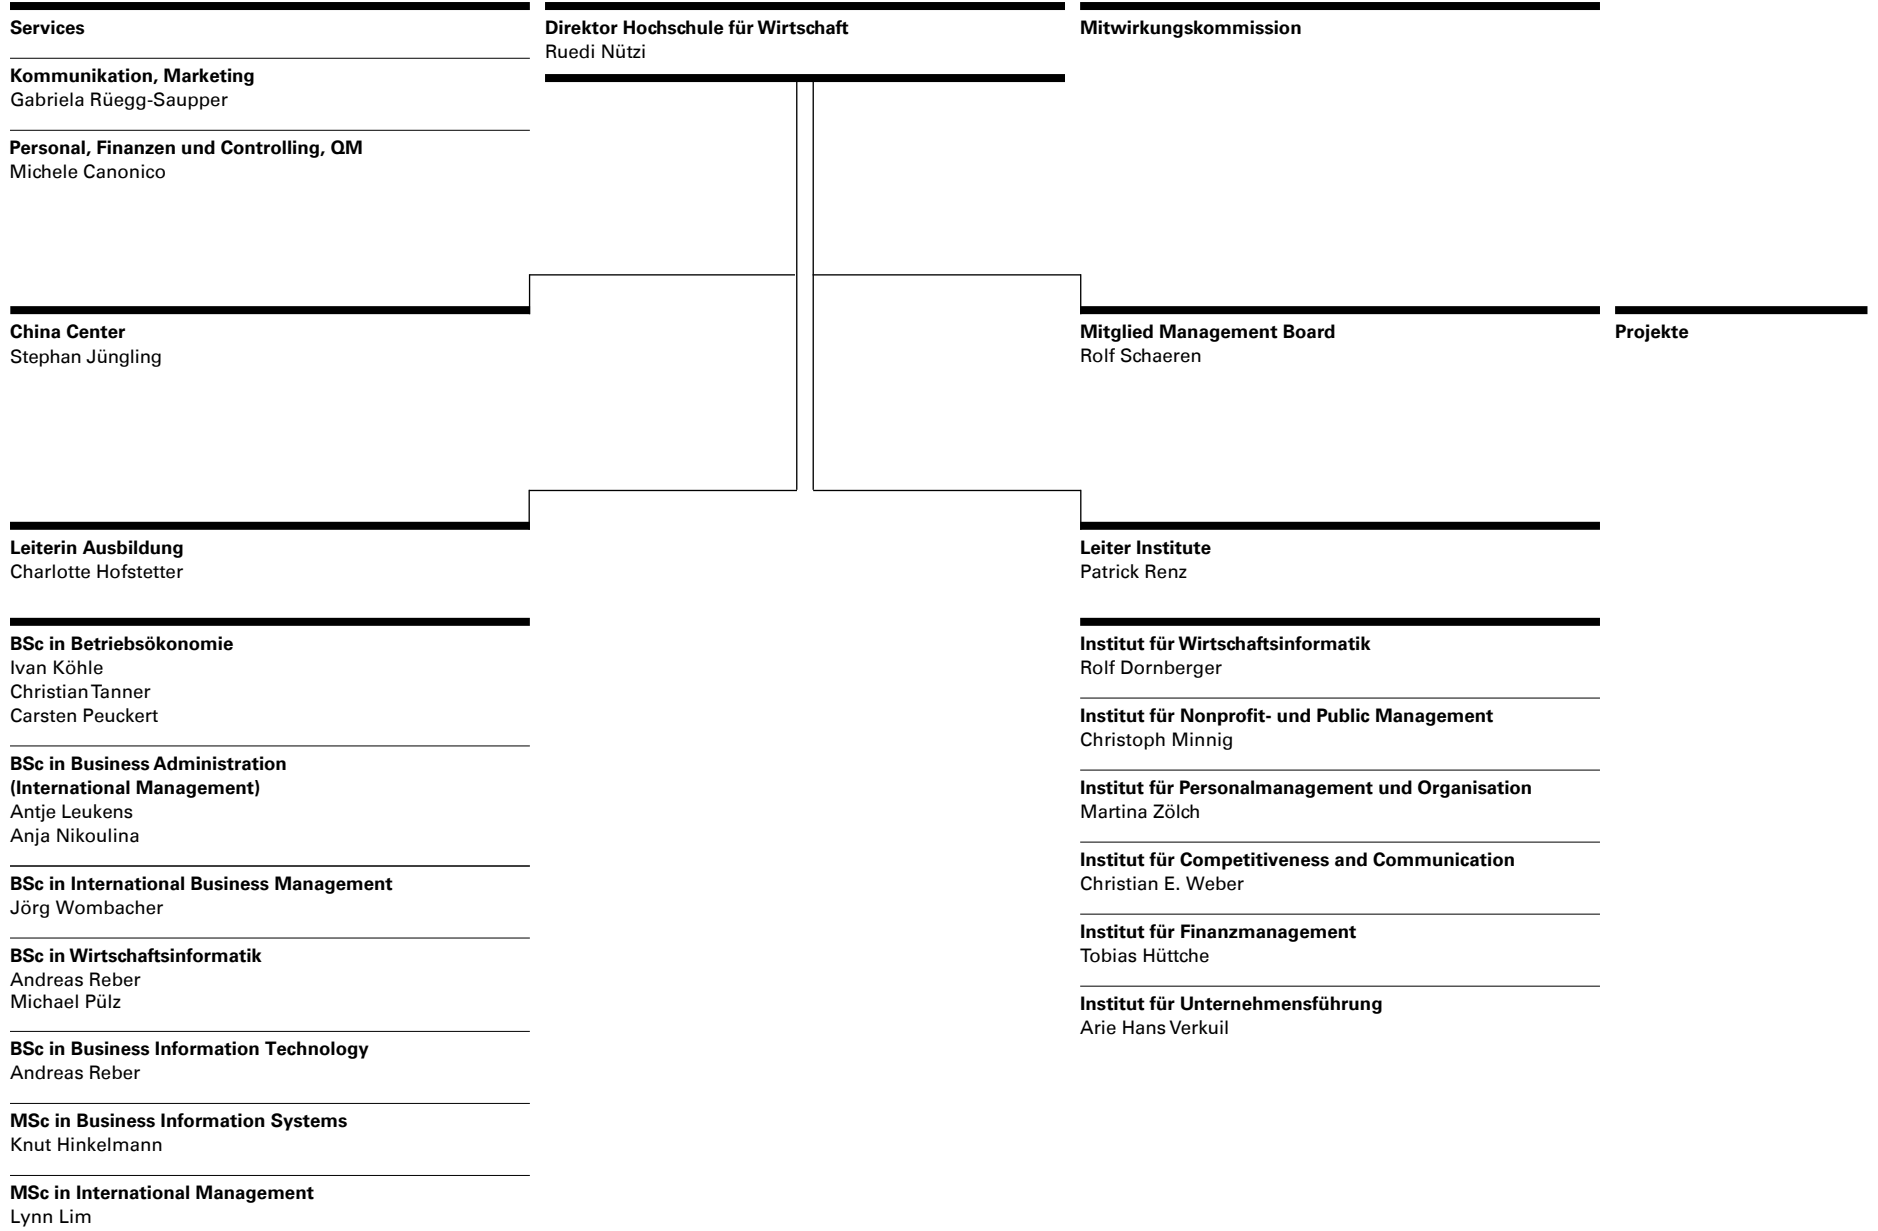 Services
Kommunikation, Marketing
Gabriela Rüegg-Saupper
Personal, Finanzen und Controlling, QM
Michele Canonico
Direktor Hochschule für Wirtschaft
Ruedi Nützi
Mitwirkungskommission
China Center
Stephan Jüngling
Mitglied Management Board
Rolf Schaeren
Projekte
Leiterin Ausbildung
Charlotte Hofstetter
BSc in Betriebsökonomie
Ivan Köhle
Christian Tanner
Carsten Peuckert
BSc in Business Administration
(International Management)
Antje Leukens
Anja Nikoulina
BSc in International Business Management
Jörg Wombacher
BSc in Wirtschaftsinformatik
Andreas Reber
Michael Pülz
BSc in Business Information Technology
Andreas Reber
MSc in Business Information Systems
Knut Hinkelmann
MSc in International Management
Lynn Lim
Leiter Institute
Patrick Renz
Institut für Wirtschaftsinformatik
Rolf Dornberger
Institut für Nonprofit- und Public Management
Christoph Minnig
Institut für Personalmanagement und Organisation
Martina Zölch
Institut für Competitiveness and Communication
Christian E. Weber
Institut für Finanzmanagement
Tobias Hüttche
Institut für Unternehmensführung
Arie Hans Verkuil